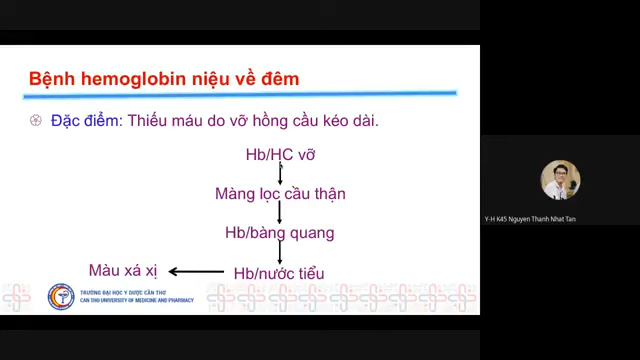 Bệnh hemoglobin niệu về đêm
Đặc điểm: Thiếu máu do vỡ hồng cầu kéo dài.
Hb/HC vỡ
Màng lọc cầu thận
Hb/bàng quang
Màu xá xị
Hb/nước tiểu
TRƯỜNG ĐẠI HỌC Y DƯỢC CẦN THƠ
CAN THO UNIVERSITY OF MEDICINE AND PHARMACY
Y-H K45 Nguyen Thanh Nhat Tan